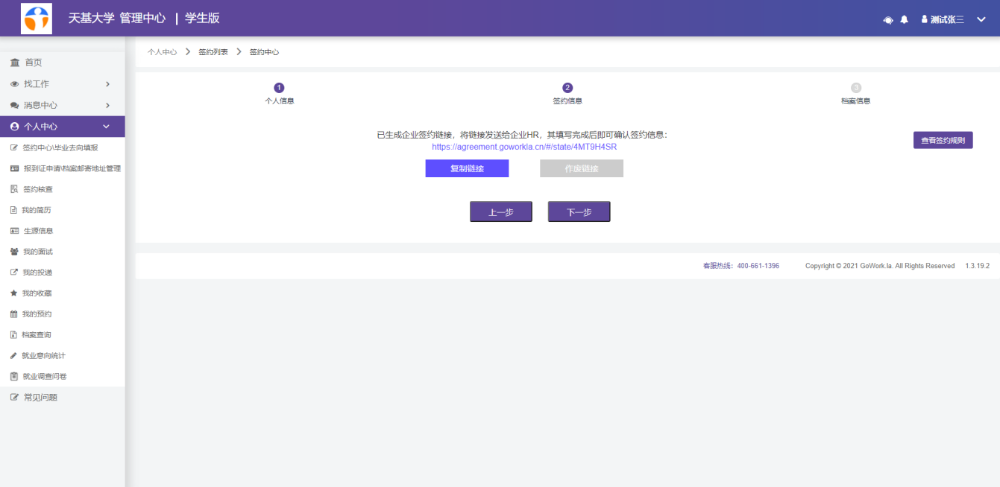 天基大学 管理中心 | 学生版
测试张三
首页
找工作
消息中心
个人中心
签约中心\毕业去向填报
报到证申请\档案邮寄地址管理
签约核查
我的简历
生源信息
我的面试
我的投递
我的收藏
我的预约
档案查询
就业意向统计
就业调查问卷
常见问题
个人中心 签约列表 签约中心
1 2 3
个人信息 签约信息 档案信息
已生成企业签约链接，将链接发送给企业HR，其填写完成后即可确认签约信息：
https://agreement.goworkla.cn/#/state/4MT9H4SR
查看签约规则
复制链接 作废链接
上一步 下一步
客服热线：400-661-1396 Copyright © 2021 GoWork.la. All Rights Reserved 1.3.19.2